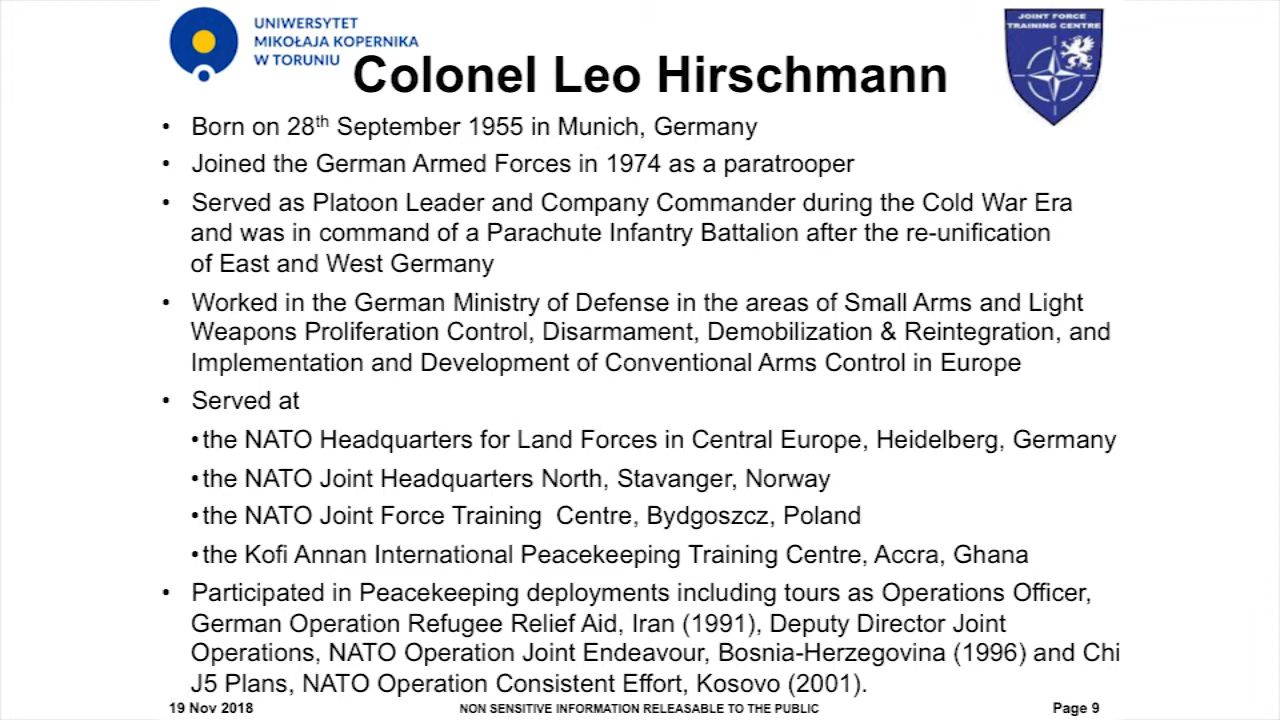 UNIWERSYTET
MIKOŁAJA KOPERNIKA
W TORUNIU
JOINT FORCE
TRAINING CENTRE
Colonel Leo Hirschmann
• Born on 28th September 1955 in Munich, Germany
• Joined the German Armed Forces in 1974 as a paratrooper
• Served as Platoon Leader and Company Commander during the Cold War Era
and was in command of a Parachute Infantry Battalion after the re-unification
of East and West Germany
• Worked in the German Ministry of Defense in the areas of Small Arms and Light
Weapons Proliferation Control, Disarmament, Demobilization & Reintegration, and
Implementation and Development of Conventional Arms Control in Europe
• Served at
• the NATO Headquarters for Land Forces in Central Europe, Heidelberg, Germany
• the NATO Joint Headquarters North, Stavanger, Norway
• the NATO Joint Force Training Centre, Bydgoszcz, Poland
• the Kofi Annan International Peacekeeping Training Centre, Accra, Ghana
• Participated in Peacekeeping deployments including tours as Operations Officer,
German Operation Refugee Relief Aid, Iran (1991), Deputy Director Joint
Operations, NATO Operation Joint Endeavour, Bosnia-Herzegovina (1996) and Chi
J5 Plans, NATO Operation Consistent Effort, Kosovo (2001).
19 Nov 2018
NON SENSITIVE INFORMATION RELEASABLE TO THE PUBLIC
Page 9